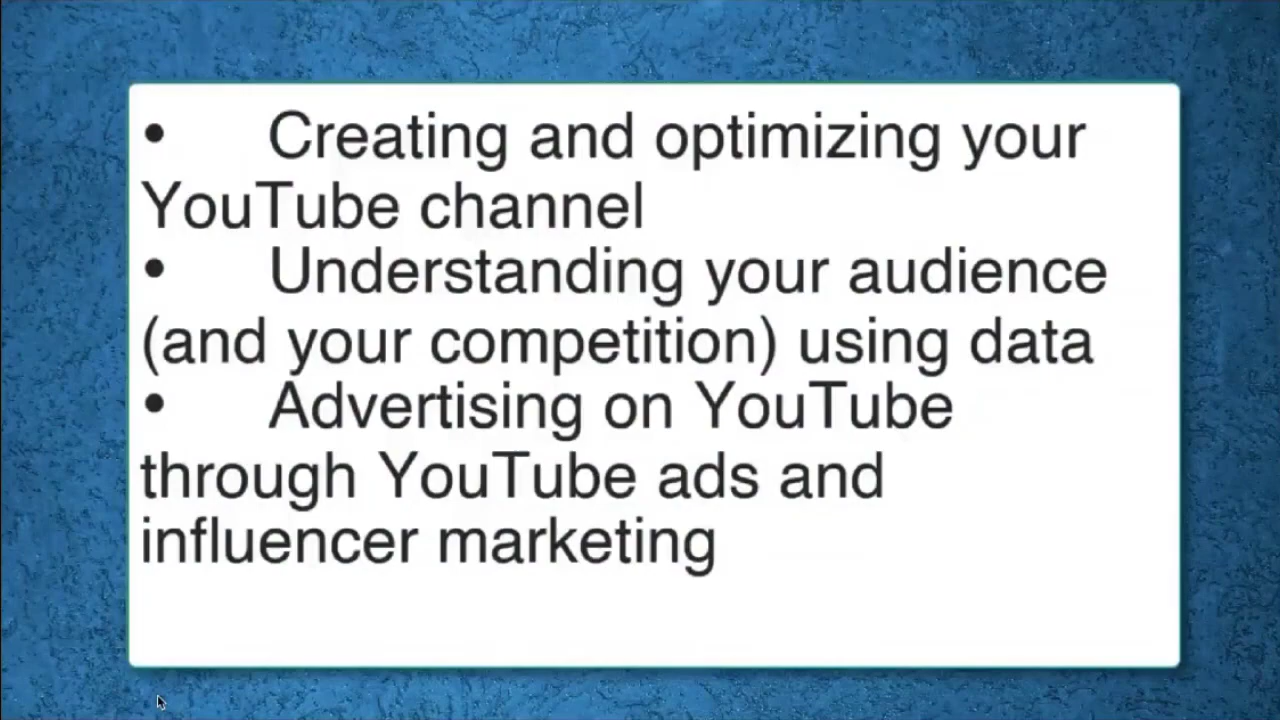 • Creating and optimizing your
YouTube channel
• Understanding your audience
(and your competition) using data
• Advertising on YouTube
through YouTube ads and
influencer marketing